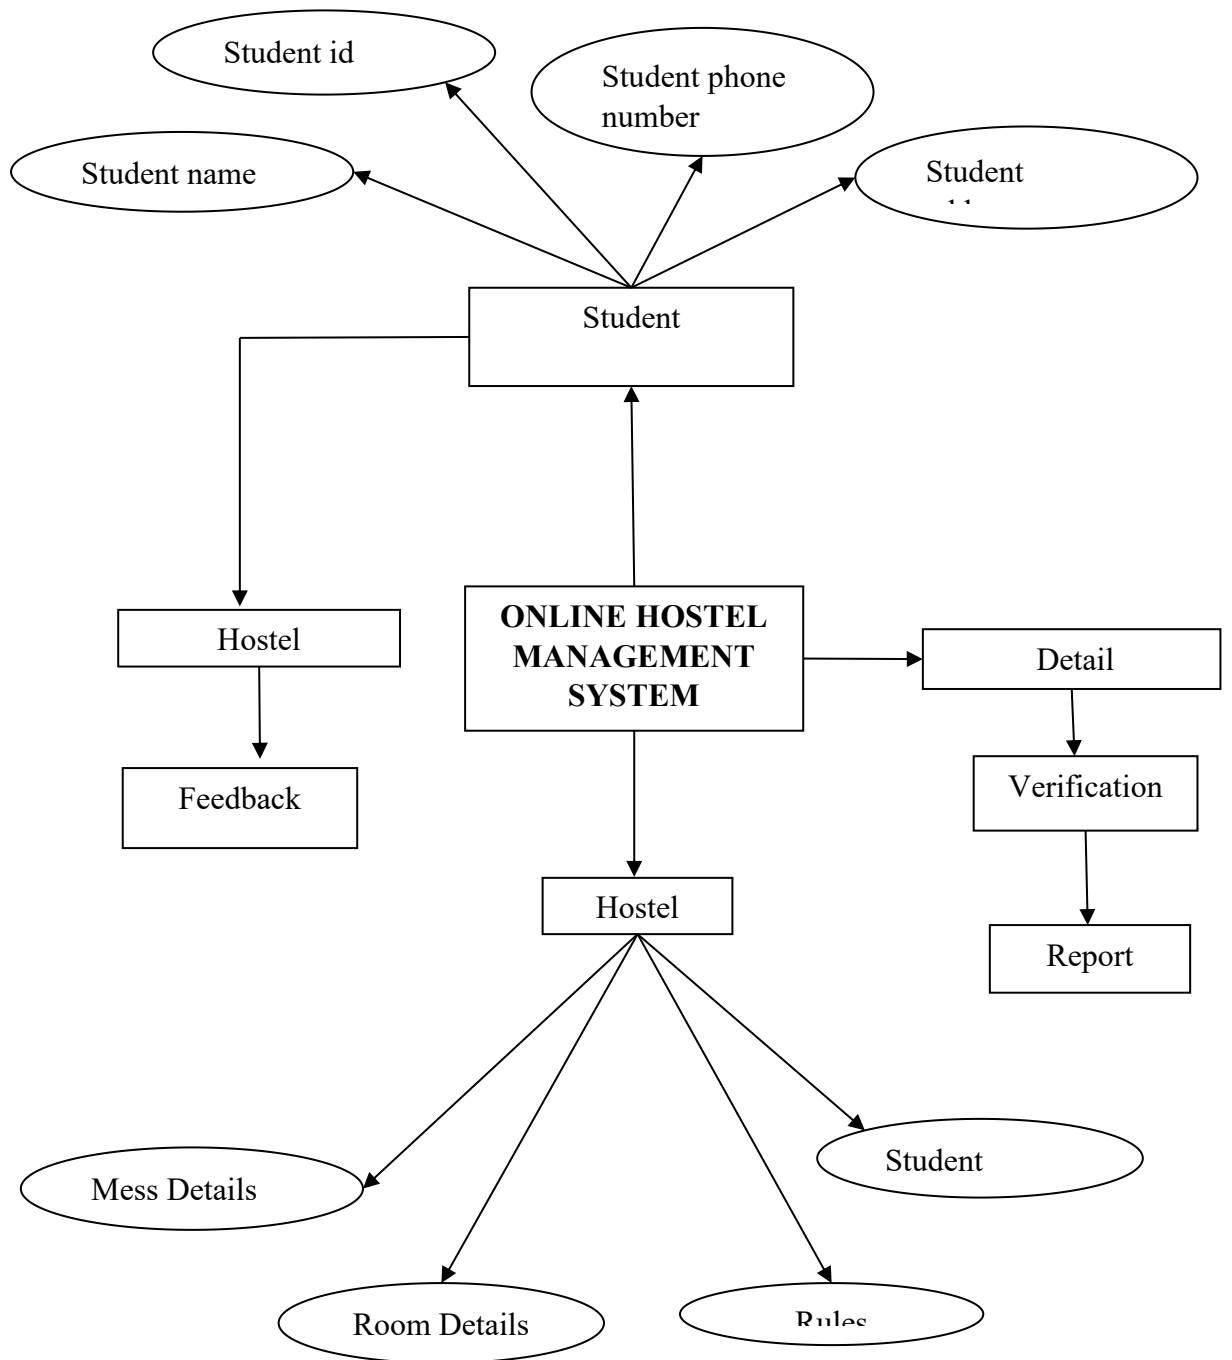 Student id
Student phone
number
Student name
Student
Student
ONLINE HOSTEL
MANAGEMENT
SYSTEM
Hostel
Detail
Feedback
Verification
Hostel
Report
Student
Mess Details
Room Details
Rules